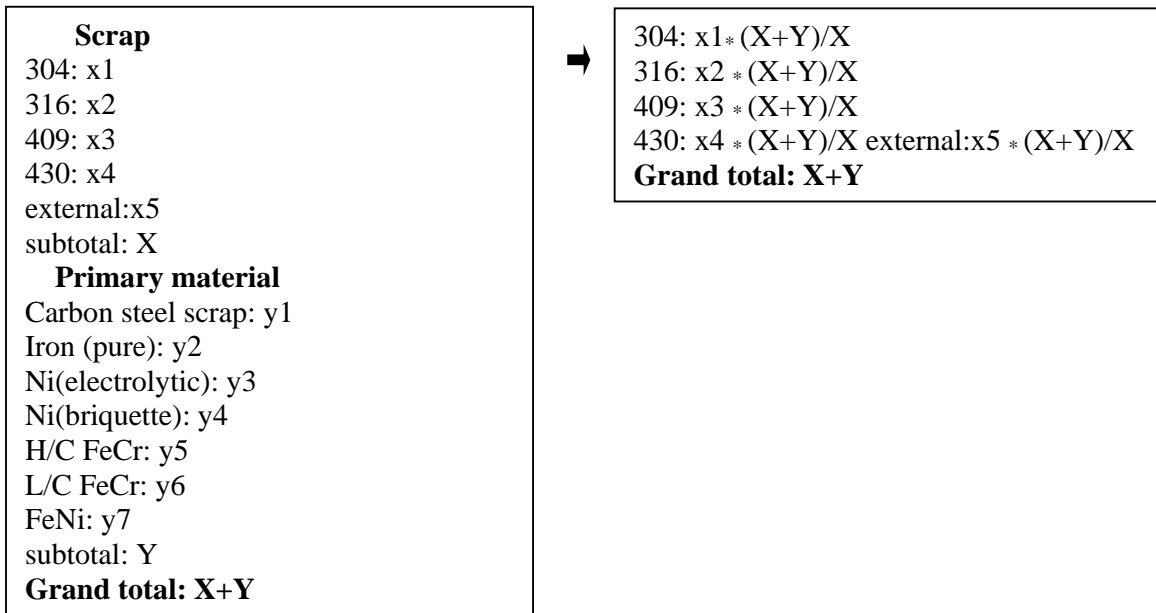 Scrap
304: x1
316: x2
409: x3
430: x4
external:x5
subtotal: X
Primary material
Carbon steel scrap: y1
Iron (pure): y2
Ni(electrolytic): y3
Ni(briquette): y4
H/C FeCr: y5
L/C FeCr: y6
FeNi: y7
subtotal: Y
Grand total: X+Y
304: x1*(X+Y)/X
316: x2 *(X+Y)/X
409: x3 *(X+Y)/X
430: x4 *(X+Y)/X external:x5 *(X+Y)/X
Grand total: X+Y